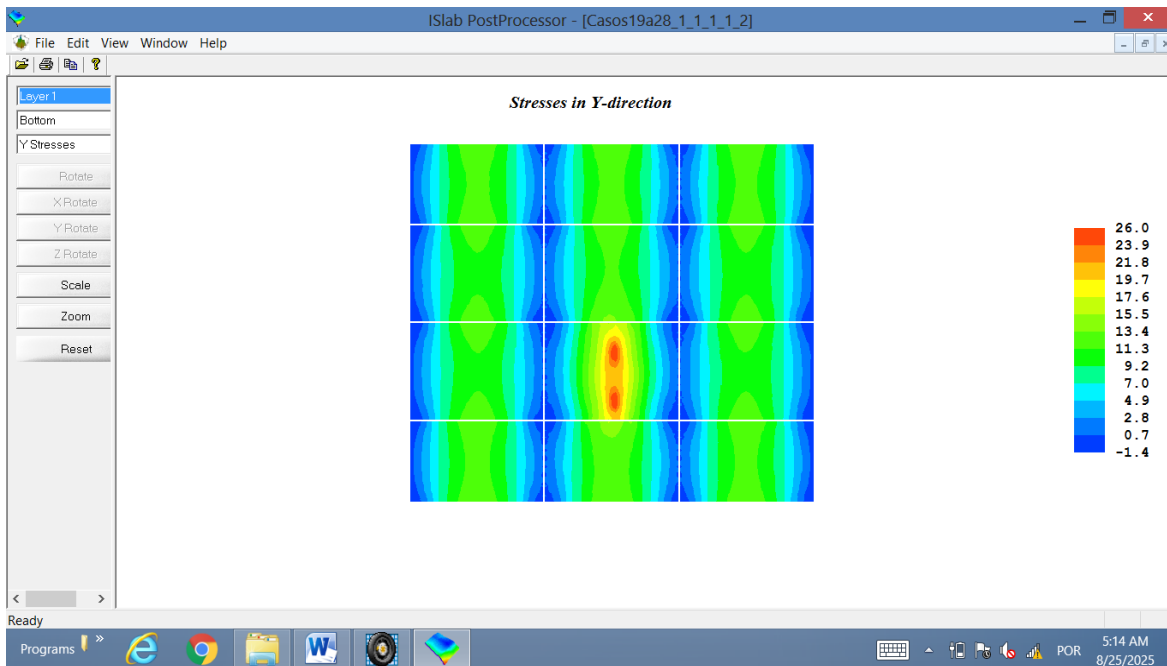 ISlab PostProcessor - [Casos19a28_1_1_1_1_2]
File Edit View Window Help
Layer 1
Bottom
Y Stresses
Rotate
X Rotate
Y Rotate
Z Rotate
Scale
Zoom
Reset
Stresses in Y-direction
26.0
23.9
21.8
19.7
17.6
15.5
13.4
11.3
9.2
7.0
4.9
2.8
0.7
-1.4
Ready
Programs
POR
5:14 AM
8/25/2025